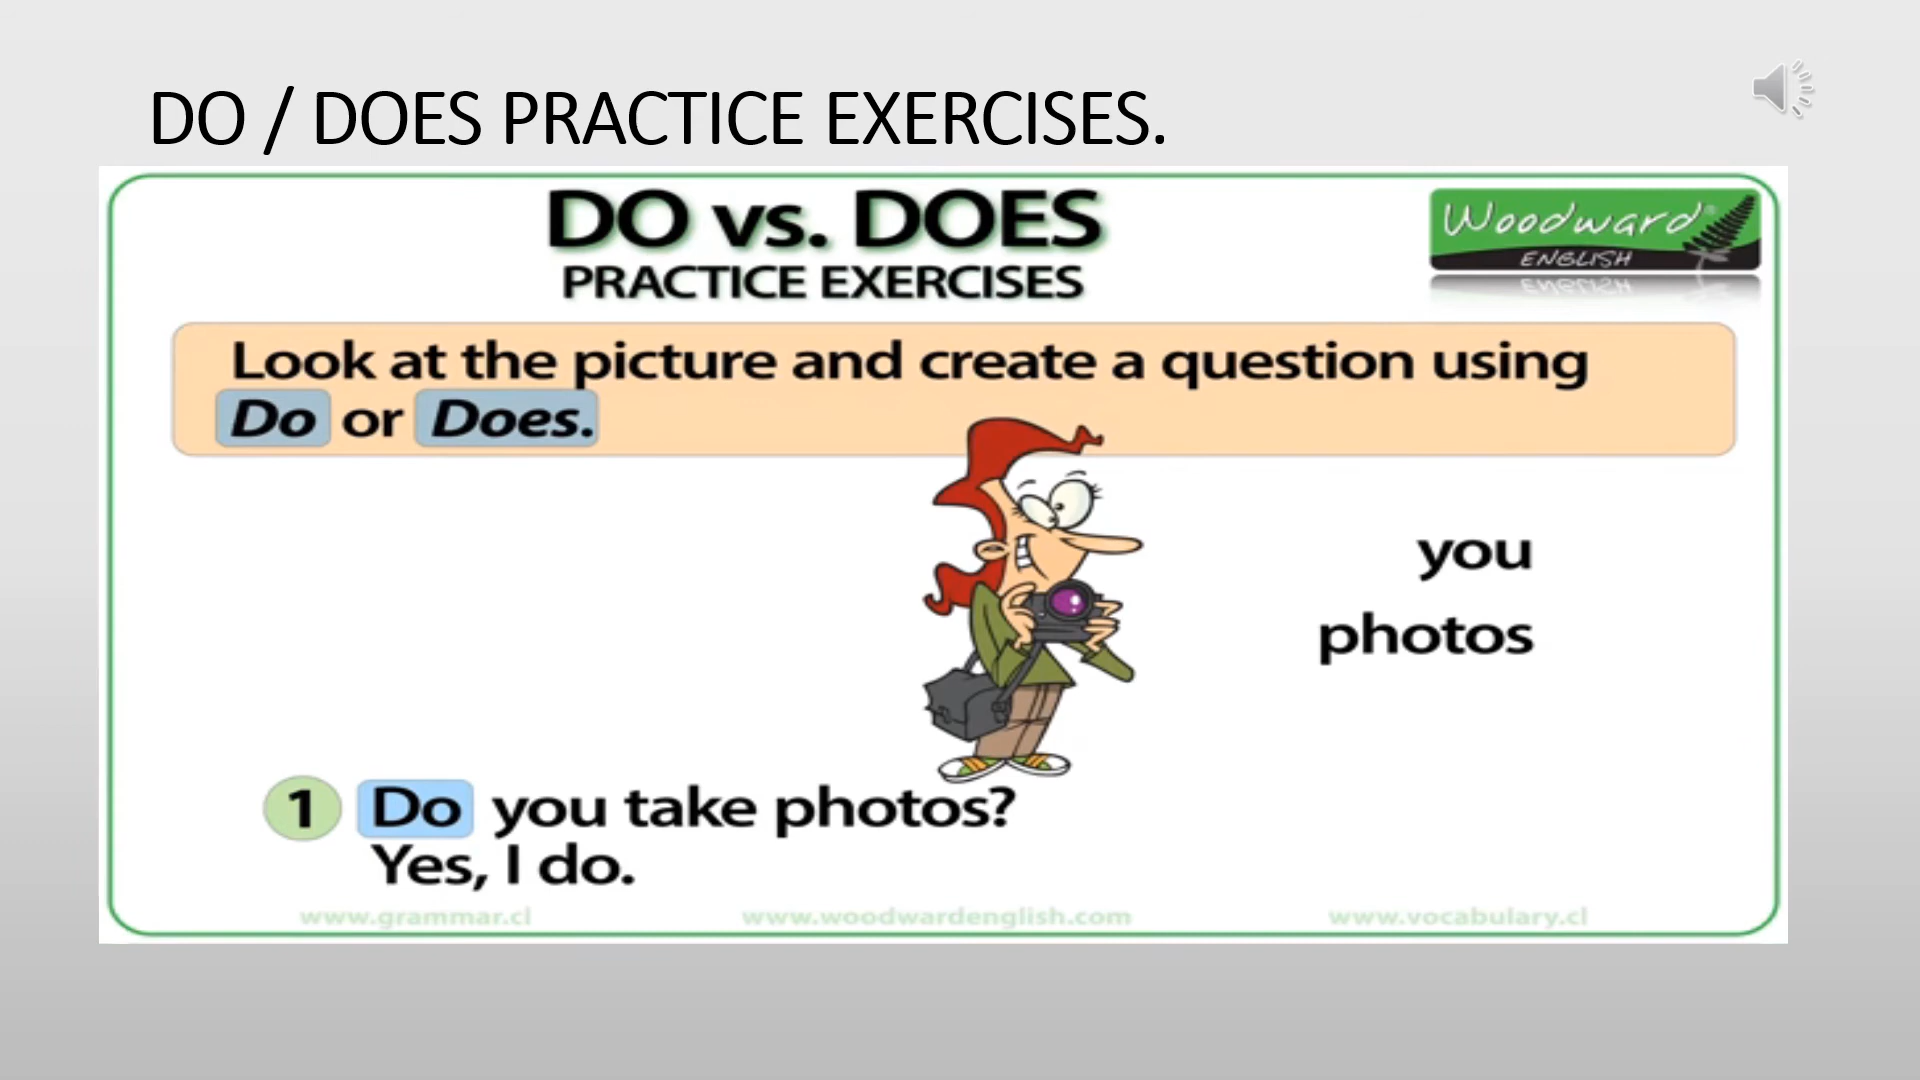 DO / DOES PRACTICE EXERCISES.
DO vs. DOES
PRACTICE EXERCISES
Woodward®
ENGLISH
Look at the picture and create a question using
Do or Does.
you
photos
1 Do you take photos?
Yes, I do.
www.grammar.cl www.woodwardenglish.com www.vocabulary.cl